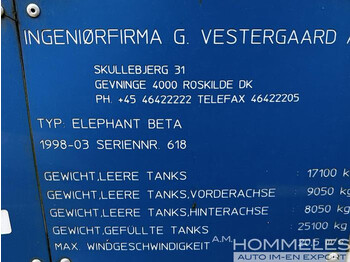 INGENIØRFIRMA G. VESTERGAARD
SKULLEBJERG 31
GEVNINGE 4000 ROSKILDE DK
PH. +45 46422222 TELEFAX 46422205
TYP: ELEPHANT BETA
1998-03 SERIENNR. 618
GEWICHT,LEERE TANKS 17100 kg
GEWICHT,LEERE TANKS,VORDERACHSE 9050 kg
GEWICHT,LEERE TANKS,HINTERACHSE 8050 kg
GEWICHT,GEFÜLLTE TANKS 25100 kg
MAX. WINDGESCHWINDIGKEIT
A.M. HOMMELES
AUTO IM-EN EXPORT